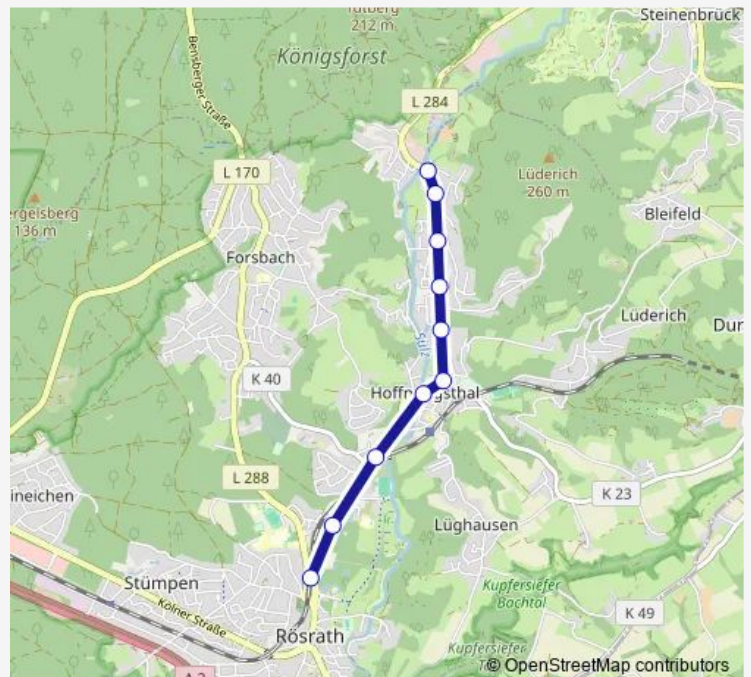 Steinenbrück
212 m
Königsforst
Bensberger Straße
L 284
L 170
Lüderich
260 m
Bleifeld
136 m
Forsbach
Lüderich
Sülz
K 40
L 288
K 23
Lüghausen
Stümpen
Kupfersiefer
Bachtal
Kölner Straße
K 49
Rösrath
Kupfersiefer
© OpenStreetMap contributors